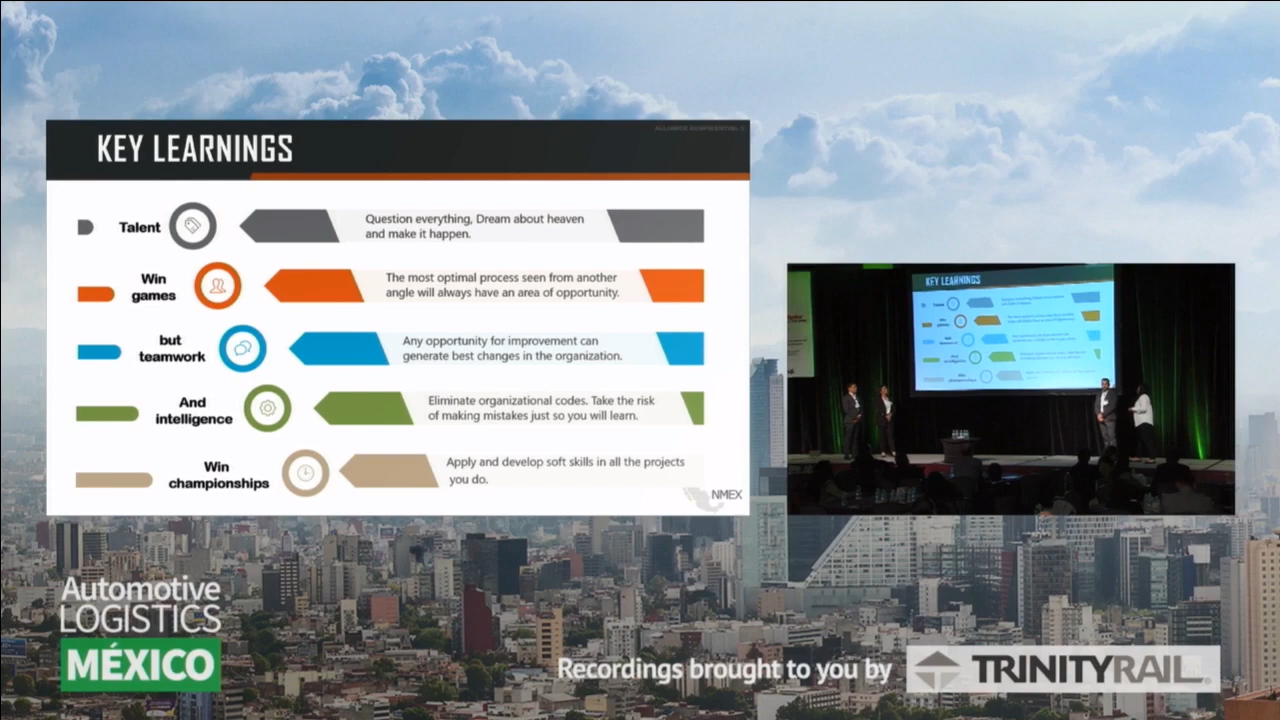 ALLIANCE CONFIDENTIAL
KEY LEARNINGS
Talent
Question everything, Dream about heaven
and make it happen.
Win
games
The most optimal process seen from another
angle will always have an area of opportunity.
but
teamwork
Any opportunity for improvement can
generate best changes in the organization.
And
intelligence
Eliminate organizational codes. Take the risk
of making mistakes just so you will learn.
Win
championships
Apply and develop soft skills in all the projects
you do.
NMEX
KEY LEARNINGS
Automotive
LOGISTICS
MÉXICO
Recordings brought to you by
TRINITYRAIL®